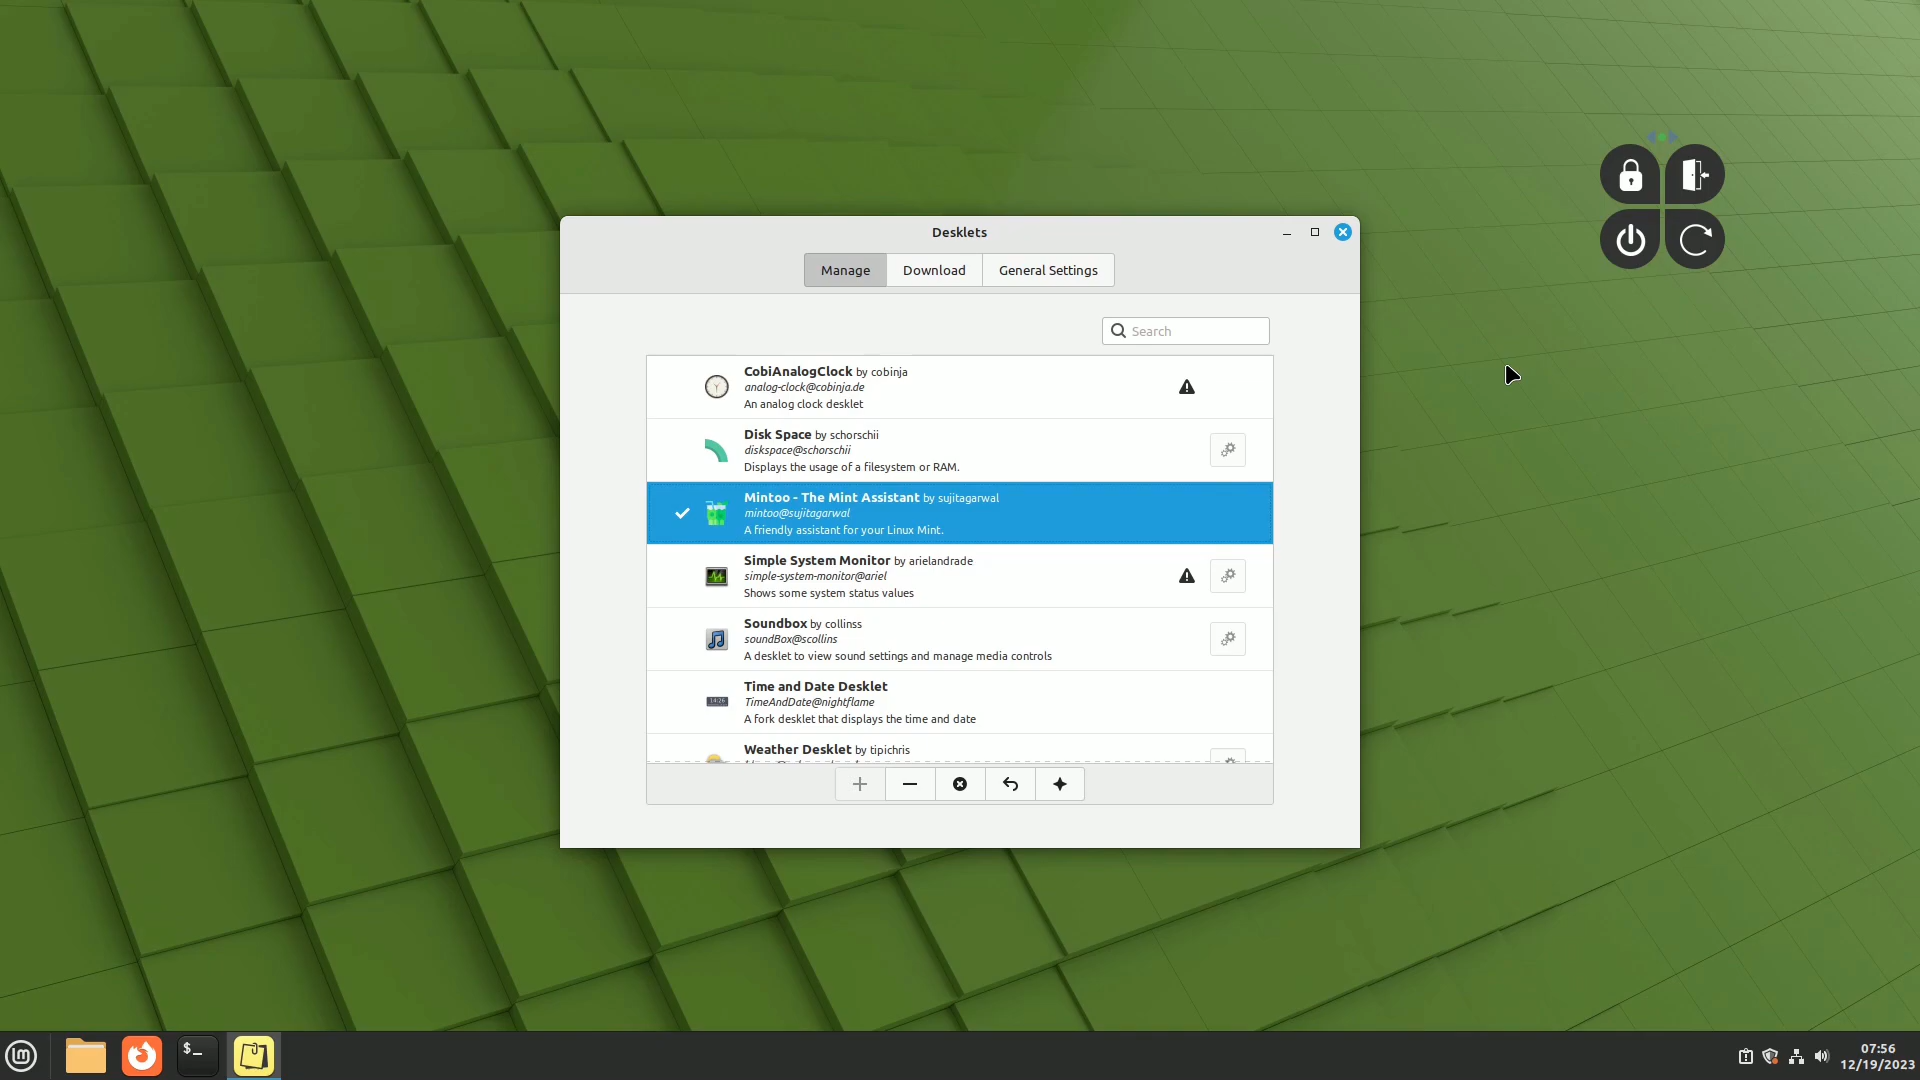 Desklets
Manage
Download
General Settings
Search
CobiAnalogClock by cobinja
analog-clock@cobinja.de
An analog clock desklet
Disk Space by schorschii
diskspace@schorschii
Displays the usage of a filesystem or RAM.
Mintoo - The Mint Assistant by sujitagarwal
mintoo@sujitagarwal
A friendly assistant for your Linux Mint.
Simple System Monitor by arielandrade
simple-system-monitor@ariel
Shows some system status values
Soundbox by collinss
soundBox@scollins
A desklet to view sound settings and manage media controls
Time and Date Desklet
TimeAndDate@nightflame
A fork desklet that displays the time and date
Weather Desklet by tipichris
$_
07:56
12/19/2023